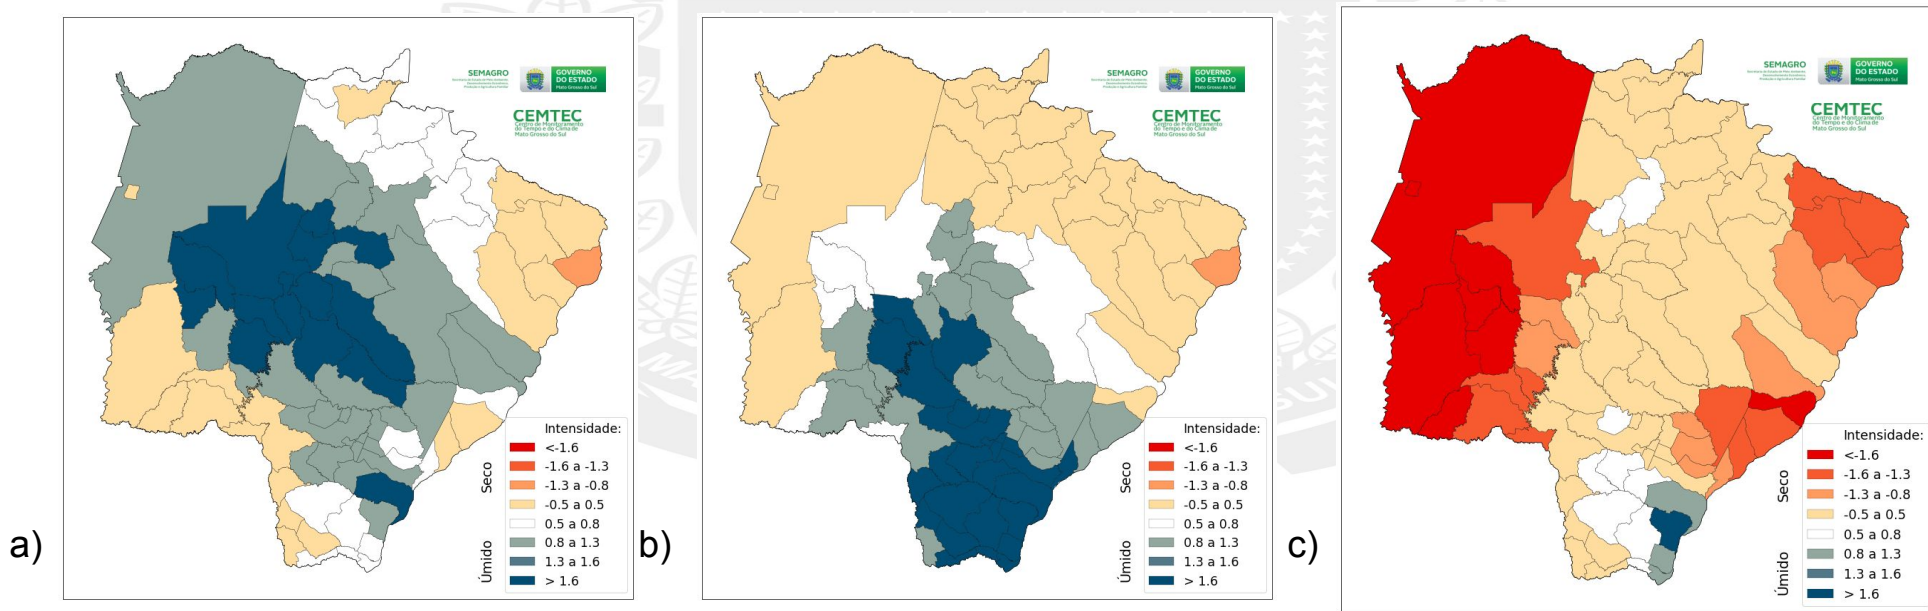 a)
SEMAGRO
GOVERNO
DO ESTADO
Mato Grosso do Sul
CEMTEC
Centro de Monitoramento
do Tempo e do Clima de
Mato Grosso do Sul
Intensidade:
Seco
<-1.6
-1.6 a -1.3
-1.3 a -0.8
-0.5 a 0.5
0.5 a 0.8
Úmido
0.8 a 1.3
1.3 a 1.6
> 1.6
b)
SEMAGRO
GOVERNO
DO ESTADO
Mato Grosso do Sul
CEMTEC
Centro de Monitoramento
do Tempo e do Clima de
Mato Grosso do Sul
Intensidade:
Seco
<-1.6
-1.6 a -1.3
-1.3 a -0.8
-0.5 a 0.5
0.5 a 0.8
Úmido
0.8 a 1.3
1.3 a 1.6
> 1.6
c)
SEMAGRO
GOVERNO
DO ESTADO
Mato Grosso do Sul
CEMTEC
Centro de Monitoramento
do Tempo e do Clima de
Mato Grosso do Sul
Intensidade:
Seco
<-1.6
-1.6 a -1.3
-1.3 a -0.8
-0.5 a 0.5
0.5 a 0.8
Úmido
0.8 a 1.3
1.3 a 1.6
> 1.6